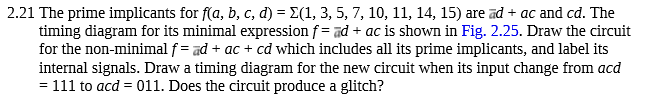 2.21 The prime implicants for f(a, b, c, d) = Σ(1, 3, 5, 7, 10, 11, 14, 15) are a̅d + ac and cd. The
timing diagram for its minimal expression f = a̅d + ac is shown in Fig. 2.25. Draw the circuit
for the non-minimal f = a̅d + ac + cd which includes all its prime implicants, and label its
internal signals. Draw a timing diagram for the new circuit when its input change from acd
= 111 to acd = 011. Does the circuit produce a glitch?